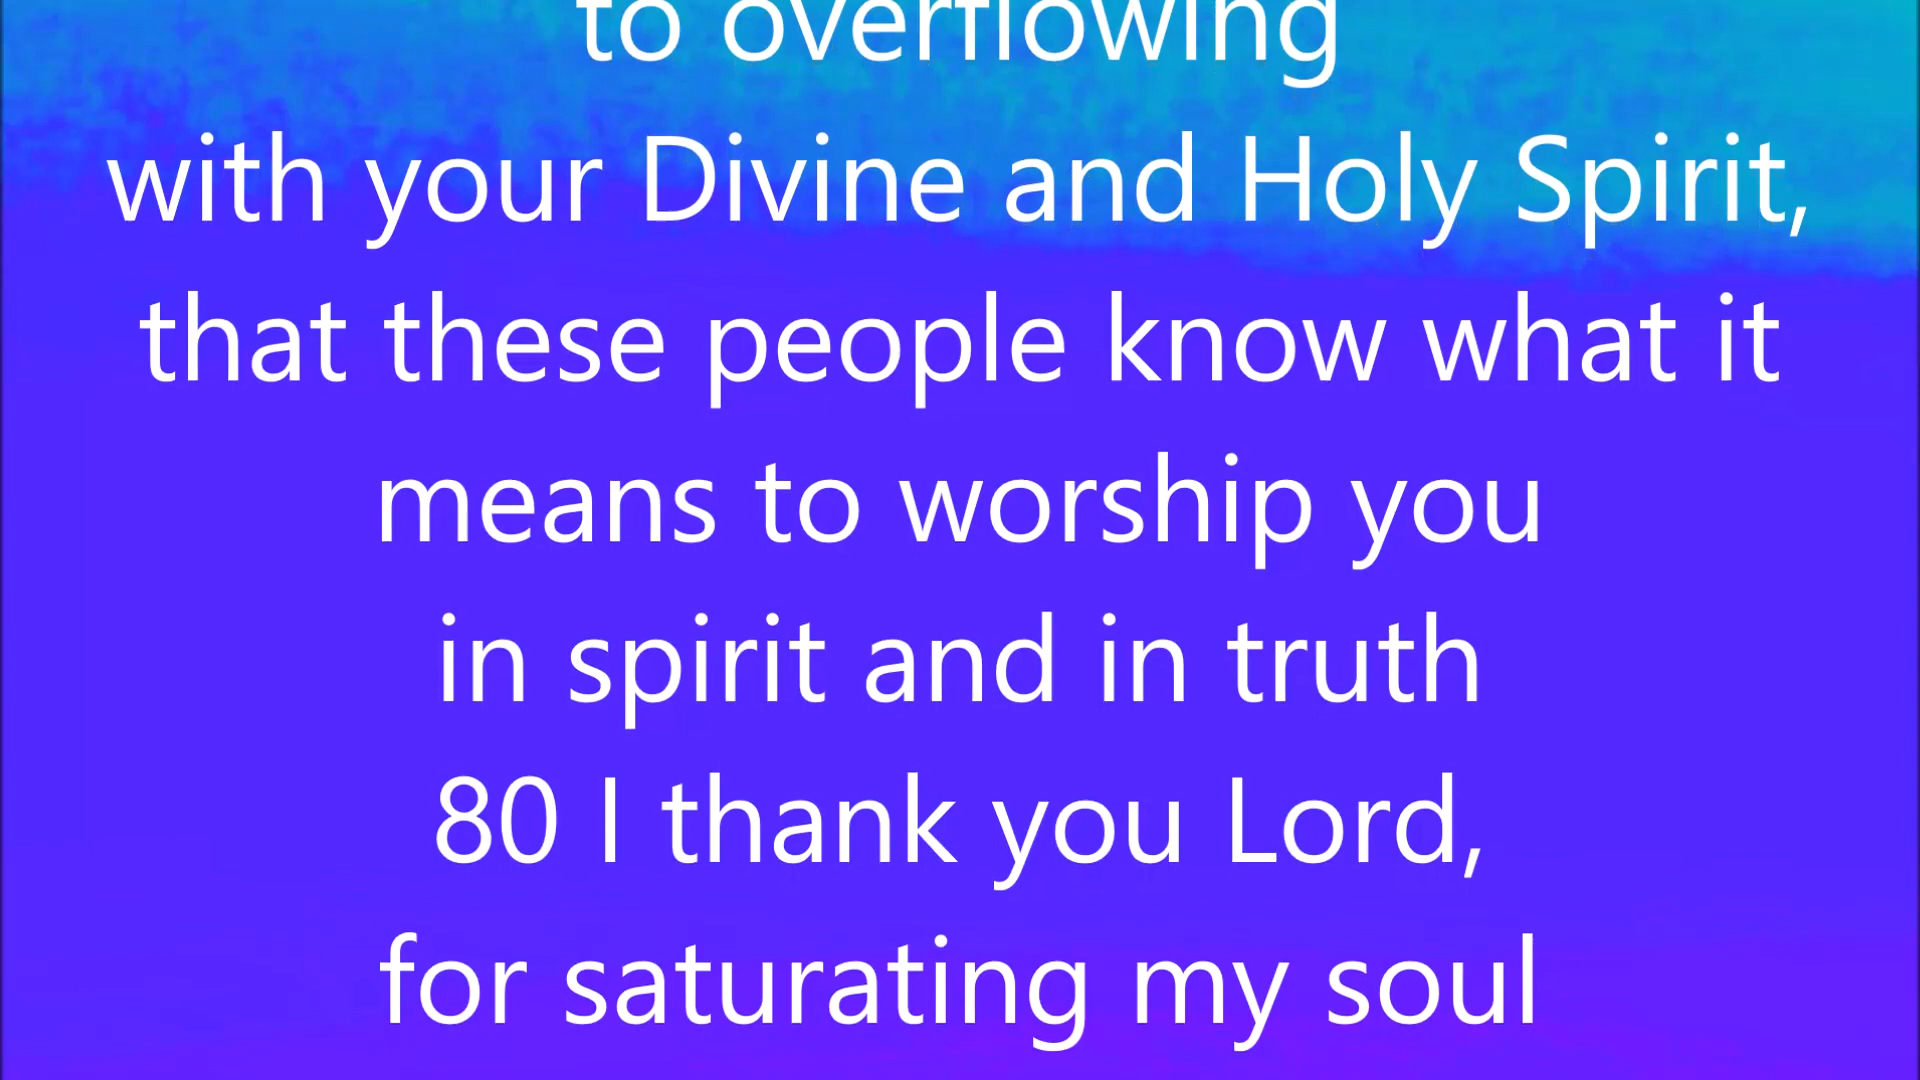 to overflowing
with your Divine and Holy Spirit,
that these people know what it
means to worship you
in spirit and in truth
80 I thank you Lord,
for saturating my soul